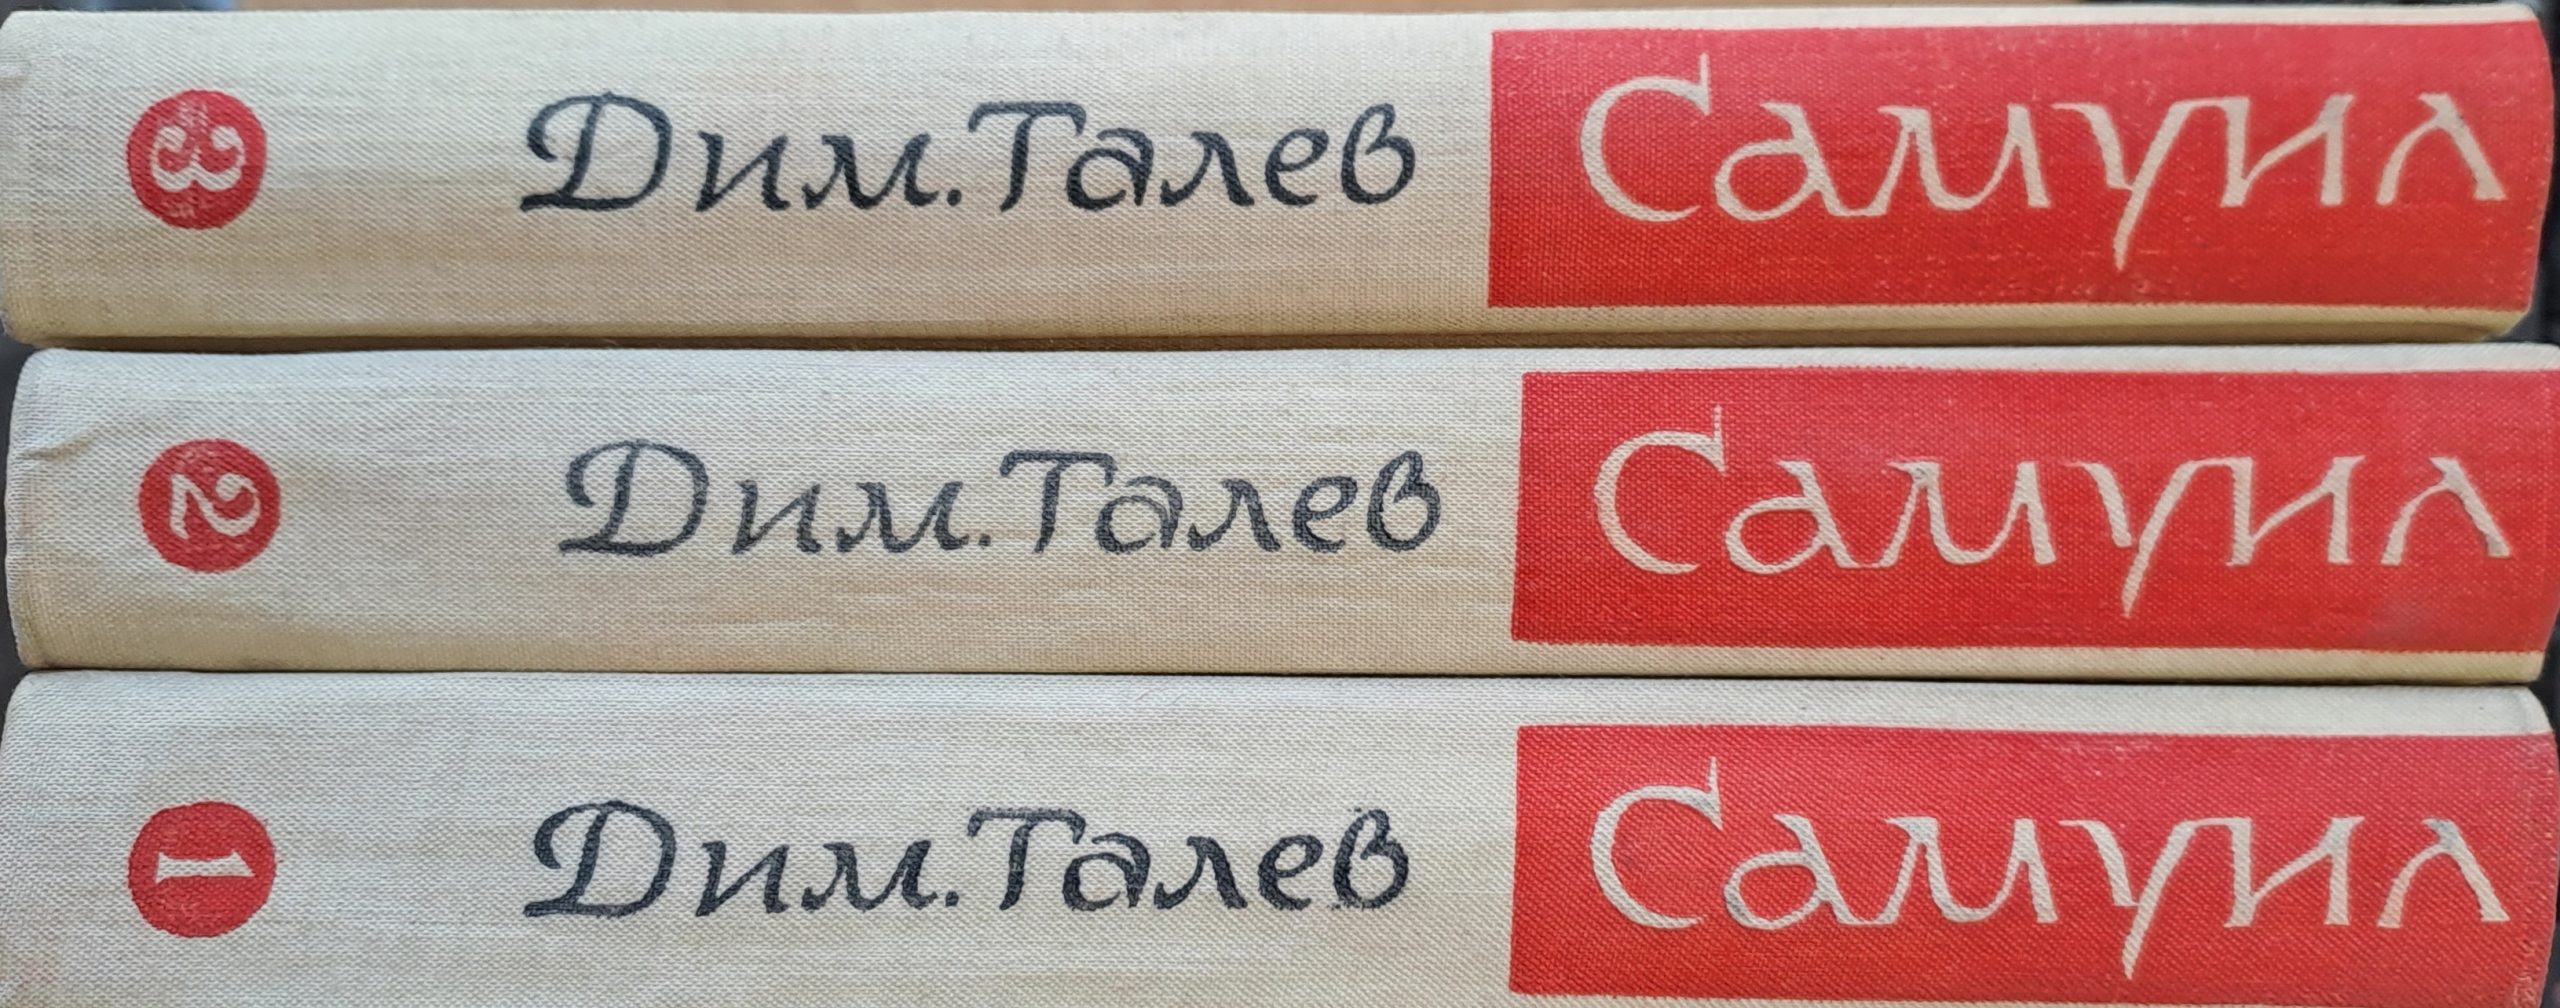 3 Дим. Талев Самуил
2 Дим. Талев Самуил
1 Дим. Талев Самуил